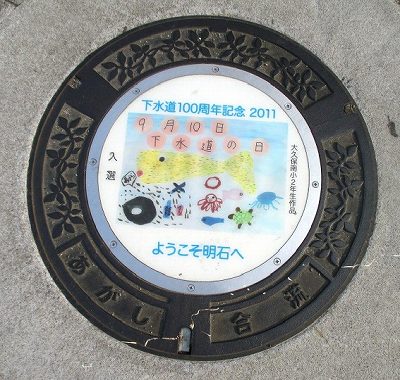 下水道100周年記念 2011
9月10日
下水道の日
入選
大久保南小2年生作品
ようこそ明石へ
あかし
合流